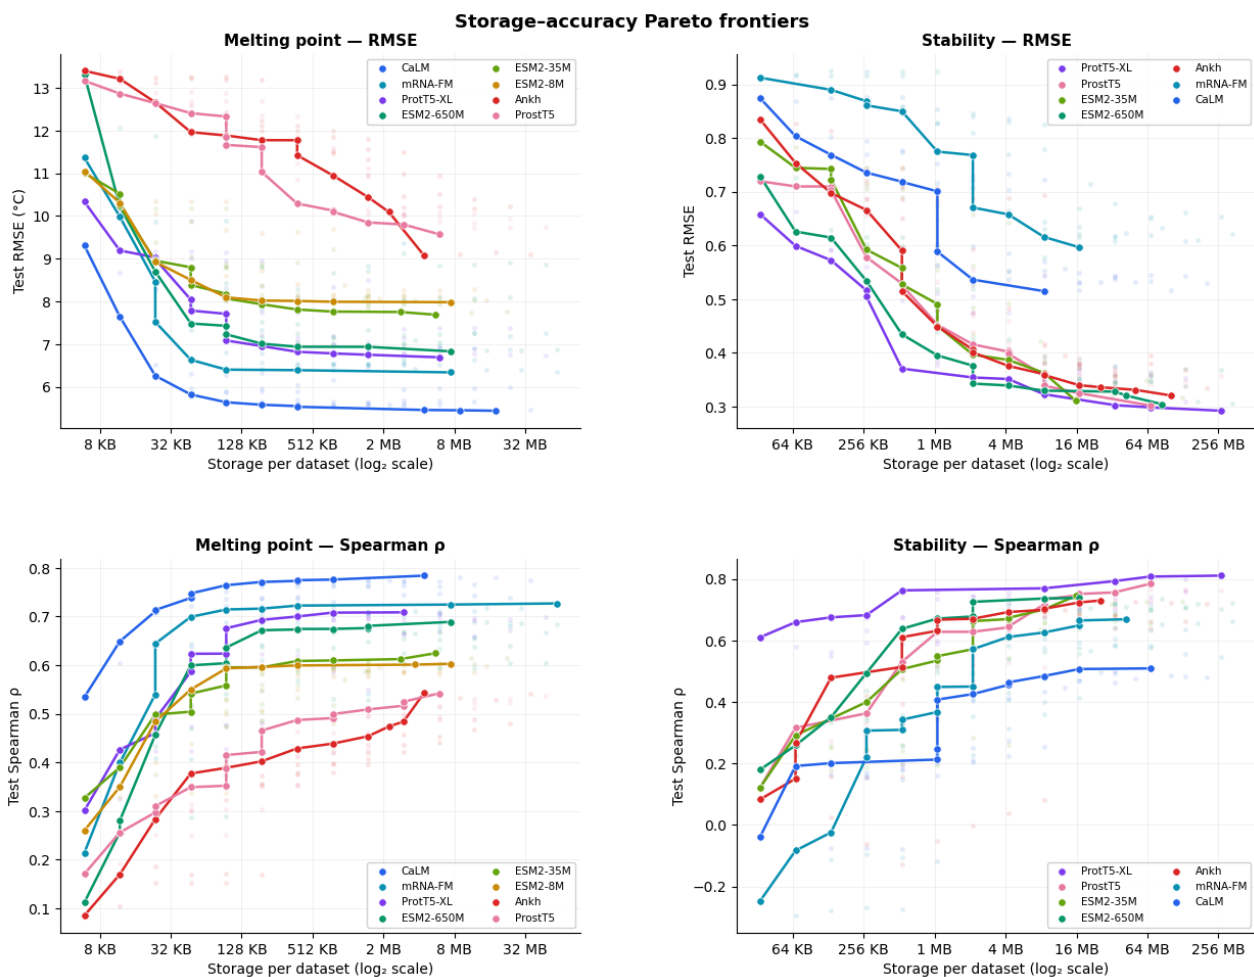 Storage–accuracy Pareto frontiers
Melting point — RMSE
CaLM
mRNA-FM
ProtT5-XL
ESM2-650M
ESM2-35M
ESM2-8M
Ankh
ProstT5
Test RMSE (°C)
13
12
11
10
9
8
7
6
8 KB
32 KB
128 KB
512 KB
2 MB
8 MB
32 MB
Storage per dataset (log₂ scale)
Stability — RMSE
ProtT5-XL
ProstT5
ESM2-35M
ESM2-650M
Ankh
mRNA-FM
CaLM
Test RMSE
0.9
0.8
0.7
0.6
0.5
0.4
0.3
64 KB
256 KB
1 MB
4 MB
16 MB
64 MB
256 MB
Storage per dataset (log₂ scale)
Melting point — Spearman ρ
Test Spearman ρ
0.8
0.7
0.6
0.5
0.4
0.3
0.2
0.1
CaLM
mRNA-FM
ProtT5-XL
ESM2-650M
ESM2-35M
ESM2-8M
Ankh
ProstT5
8 KB
32 KB
128 KB
512 KB
2 MB
8 MB
32 MB
Storage per dataset (log₂ scale)
Stability — Spearman ρ
Test Spearman ρ
0.8
0.6
0.4
0.2
0.0
−0.2
ProtT5-XL
ProstT5
ESM2-35M
ESM2-650M
Ankh
mRNA-FM
CaLM
64 KB
256 KB
1 MB
4 MB
16 MB
64 MB
256 MB
Storage per dataset (log₂ scale)